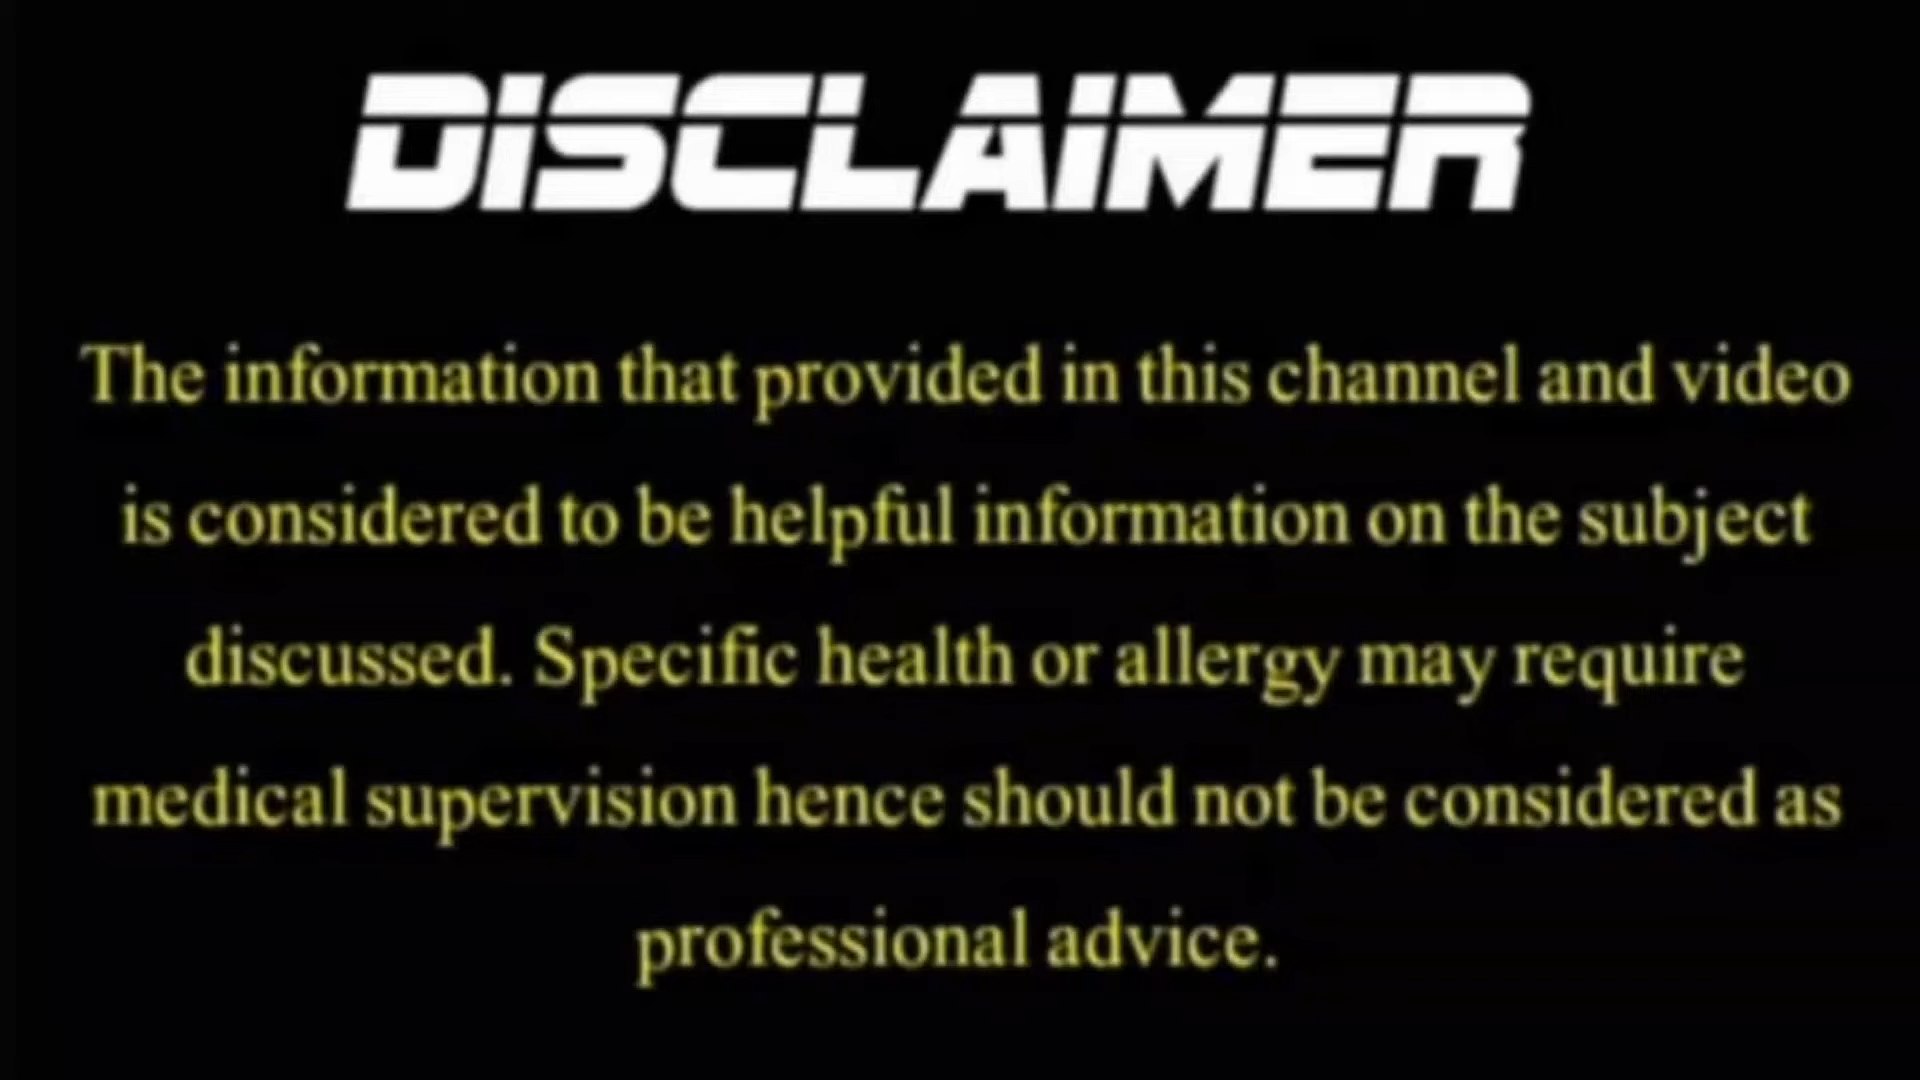 DISCLAIMER
The information that provided in this channel and video
is considered to be helpful information on the subject
discussed. Specific health or allergy may require
medical supervision hence should not be considered as
professional advice.